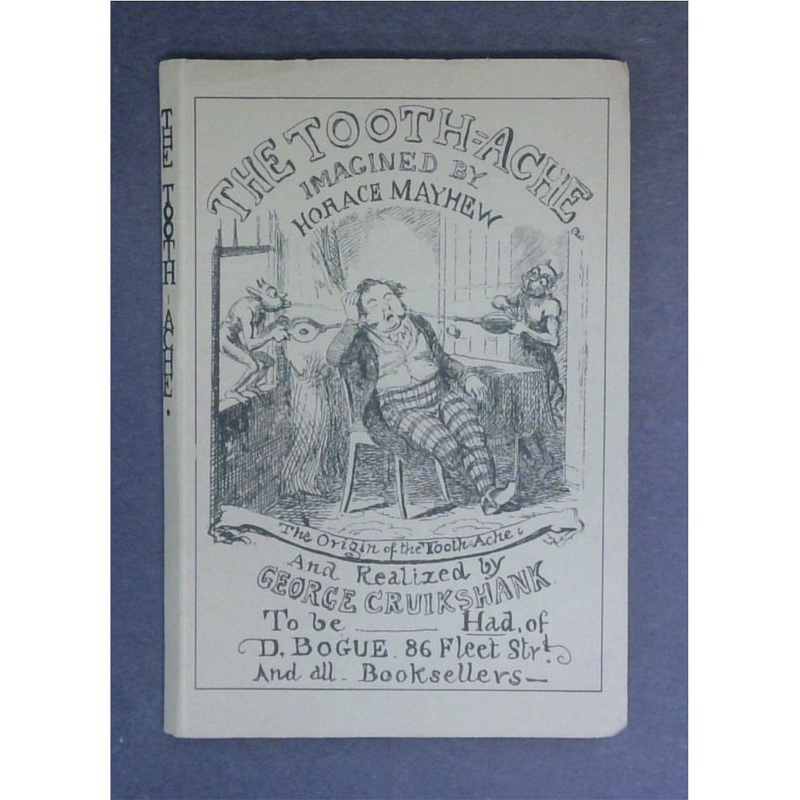 THE TOOTH-ACHE.
THE TOOTH=ACHE.
IMAGINED BY
HORACE MAYHEW
The Origin of the Tooth-Ache.
And Realized by
GEORGE CRUIKSHANK
To be Had, of
D. BOGUE. 86 Fleet Strt.
And all Booksellers